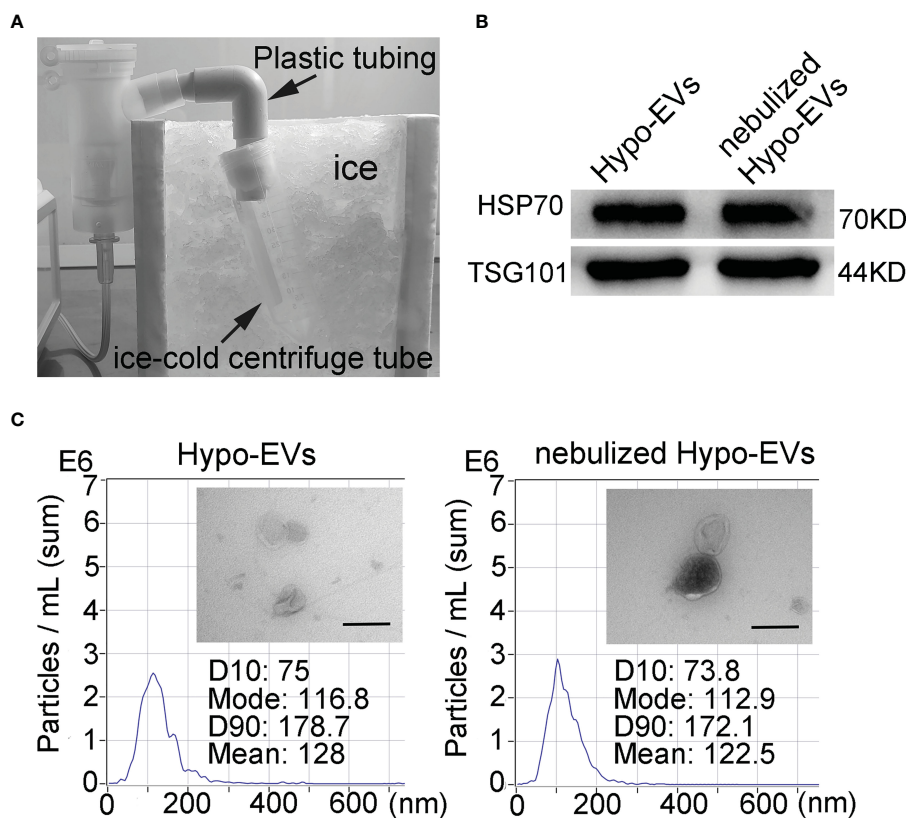 A
Plastic tubing
ice
ice-cold centrifuge tube
B
Hypo-EVs
nebulized
Hypo-EVs
HSP70
70KD
TSG101
44KD
C
E6
Hypo-EVs
Particles / mL (sum)
7
6
5
4
3
2
1
0
D10: 75
Mode: 116.8
D90: 178.7
Mean: 128
0 200 400 600 (nm)
E6
nebulized Hypo-EVs
Particles / mL (sum)
7
6
5
4
3
2
1
0
D10: 73.8
Mode: 112.9
D90: 172.1
Mean: 122.5
0 200 400 600 (nm)